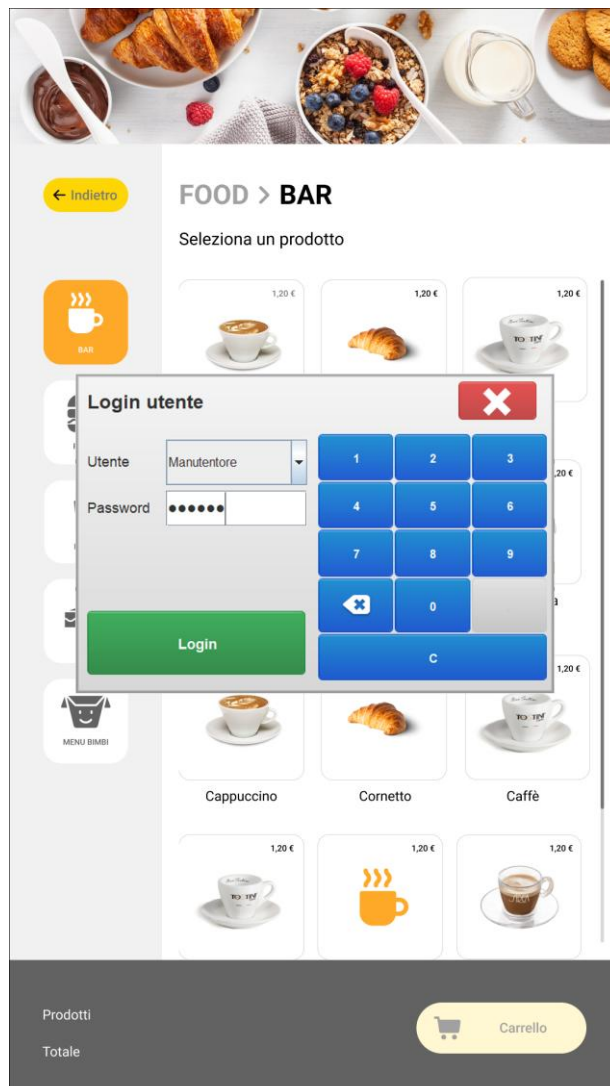 ← Indietro
FOOD > BAR
Seleziona un prodotto
1,20 €
1,20 €
1,20 €
BAR
Login utente
Utente
Manutentore
Password
••••••
1
2
3
4
5
6
7
8
9
0
C
Login
,20 €
1,20 €
MENU BIMBI
Cappuccino
Cornetto
Caffè
1,20 €
1,20 €
1,20 €
Prodotti
Totale
Carrello